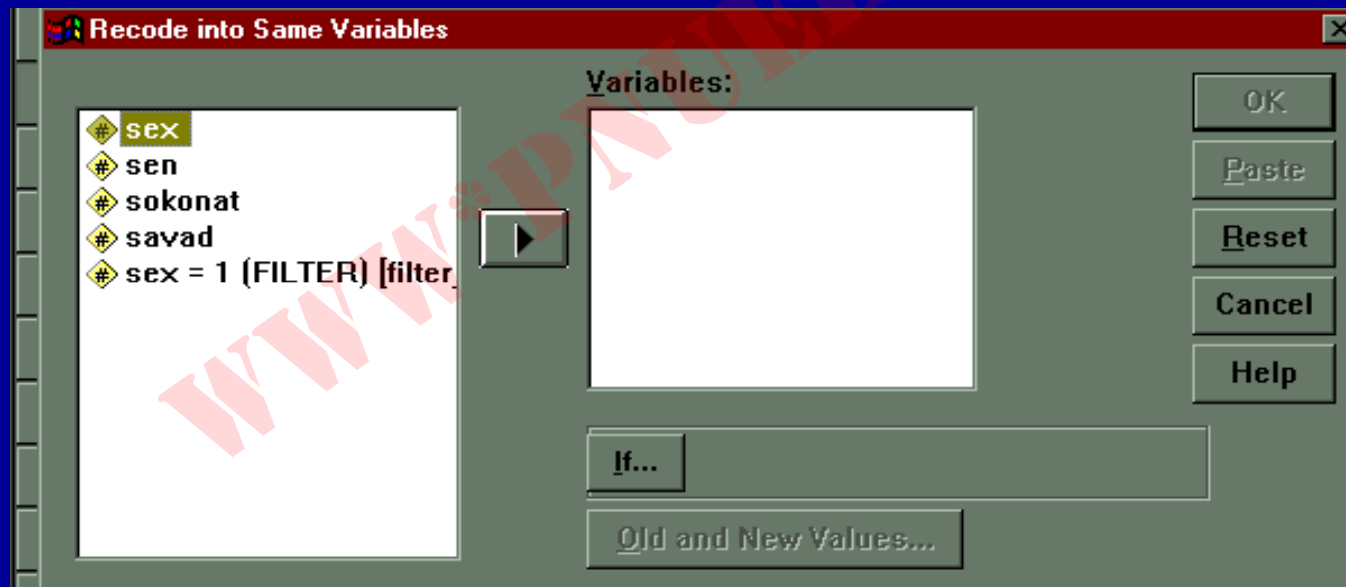 Recode into Same Variables
Variables:
# sex
# sen
# sokonat
# savad
# sex = 1 (FILTER) [filter_
OK
Paste
Reset
Cancel
Help
If...
Old and New Values...
WWW*PNUE